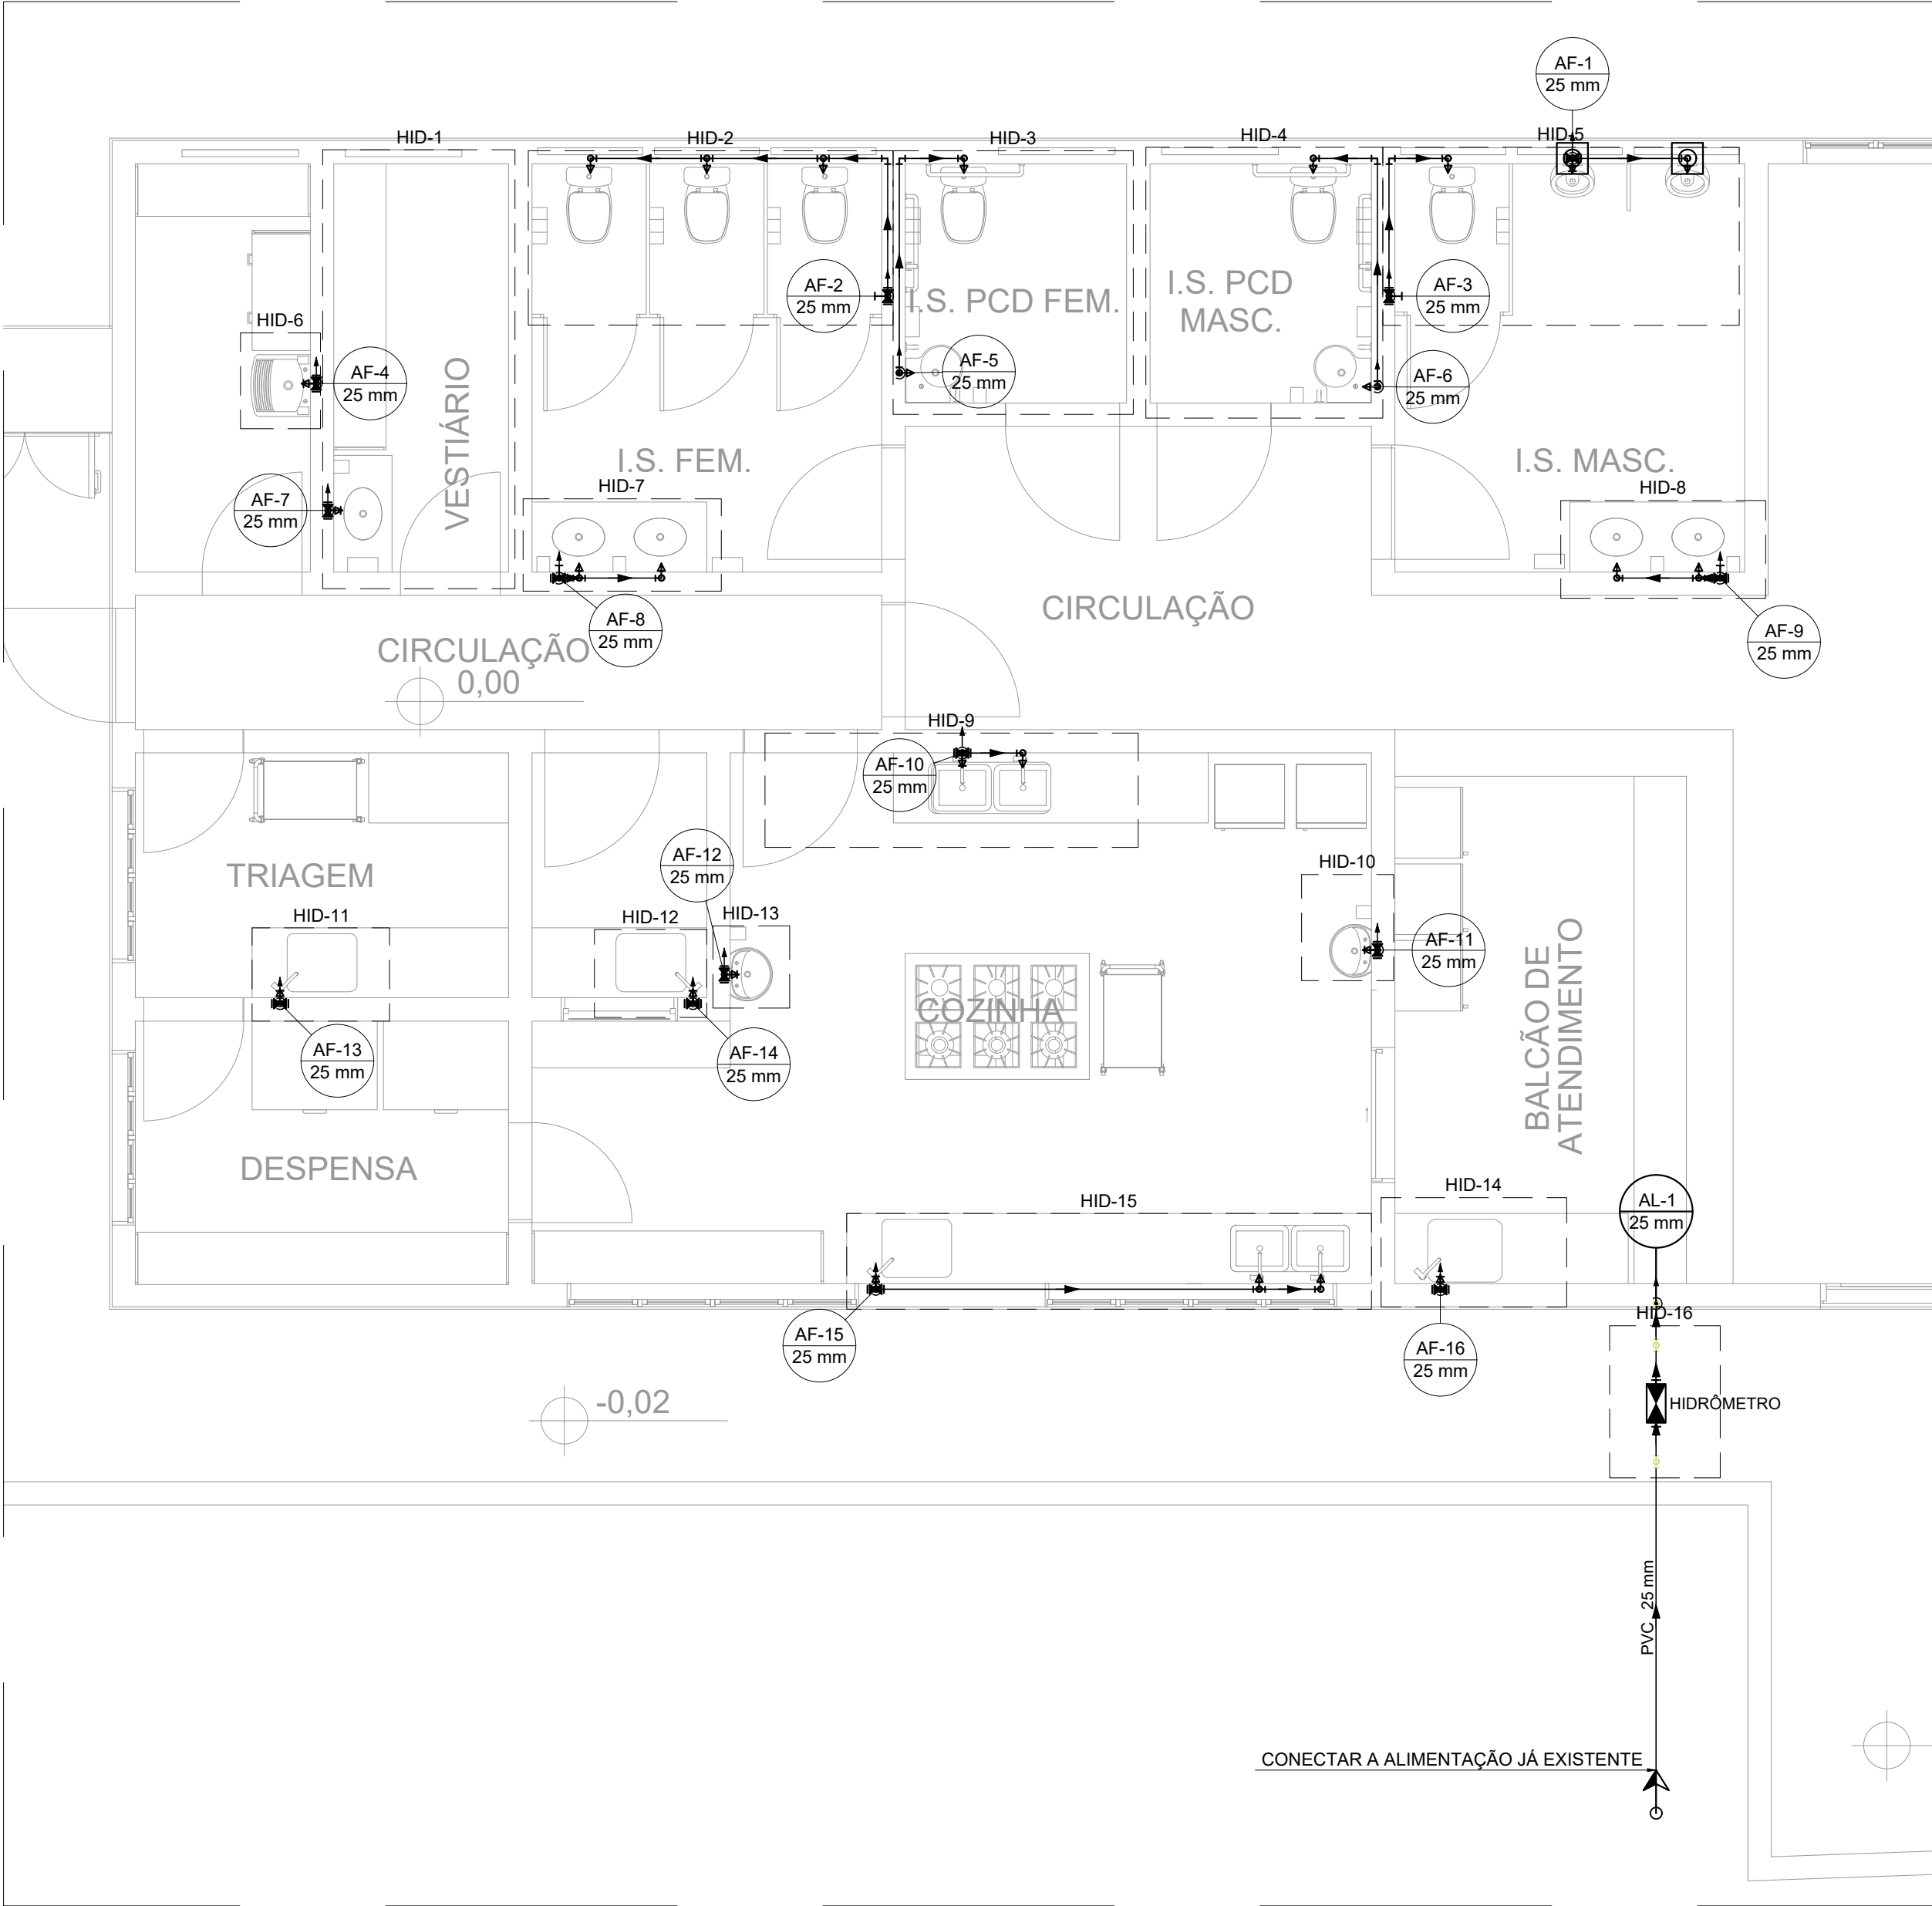 AF-1
25 mm
HID-1
HID-2
HID-3
HID-4
HID-5
AF-2
25 mm
I.S. PCD FEM.
I.S. PCD
MASC.
AF-3
25 mm
HID-6
AF-4
25 mm
VESTIÁRIO
AF-5
25 mm
AF-6
25 mm
I.S. FEM.
I.S. MASC.
AF-7
25 mm
HID-7
HID-8
AF-8
25 mm
CIRCULAÇÃO
0,00
CIRCULAÇÃO
AF-9
25 mm
HID-9
AF-10
25 mm
AF-12
25 mm
TRIAGEM
HID-10
HID-11
HID-12
HID-13
AF-11
25 mm
BALCÃO DE
ATENDIMENTO
COZINHA
AF-13
25 mm
AF-14
25 mm
DESPENSA
HID-15
HID-14
AL-1
25 mm
HID-16
AF-15
25 mm
AF-16
25 mm
-0,02
HIDRÔMETRO
PVC 25 mm
CONECTAR A ALIMENTAÇÃO JÁ EXISTENTE